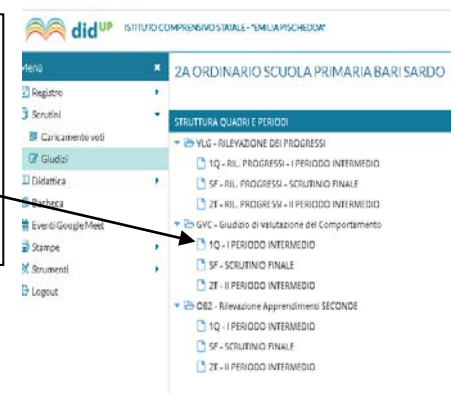 didUP ISTITUTO COMPRENSIVO STATALE - "EMILIA PISCHEDDA"
Menù
Registro
Scrutini
Caricamento voti
Giudizi
Didattica
Bacheca
Eventi Google Meet
Stampe
Strumenti
Logout
2A ORDINARIO SCUOLA PRIMARIA BARI SARDO
STRUTTURA QUADRI E PERIODI
VLG - RILEVAZIONE DEI PROGRESSI
1Q - RIL. PROGRESSI - I PERIODO INTERMEDIO
SF - RIL. PROGRESSI - SCRUTINIO FINALE
2T - RIL. PROGRESSI - II PERIODO INTERMEDIO
GVC - Giudizio di valutazione del Comportamento
1Q - I PERIODO INTERMEDIO
SF - SCRUTINIO FINALE
2T - II PERIODO INTERMEDIO
OB2 - Rilevazione Apprendimenti SECONDE
1Q - I PERIODO INTERMEDIO
SF - SCRUTINIO FINALE
2T - II PERIODO INTERMEDIO